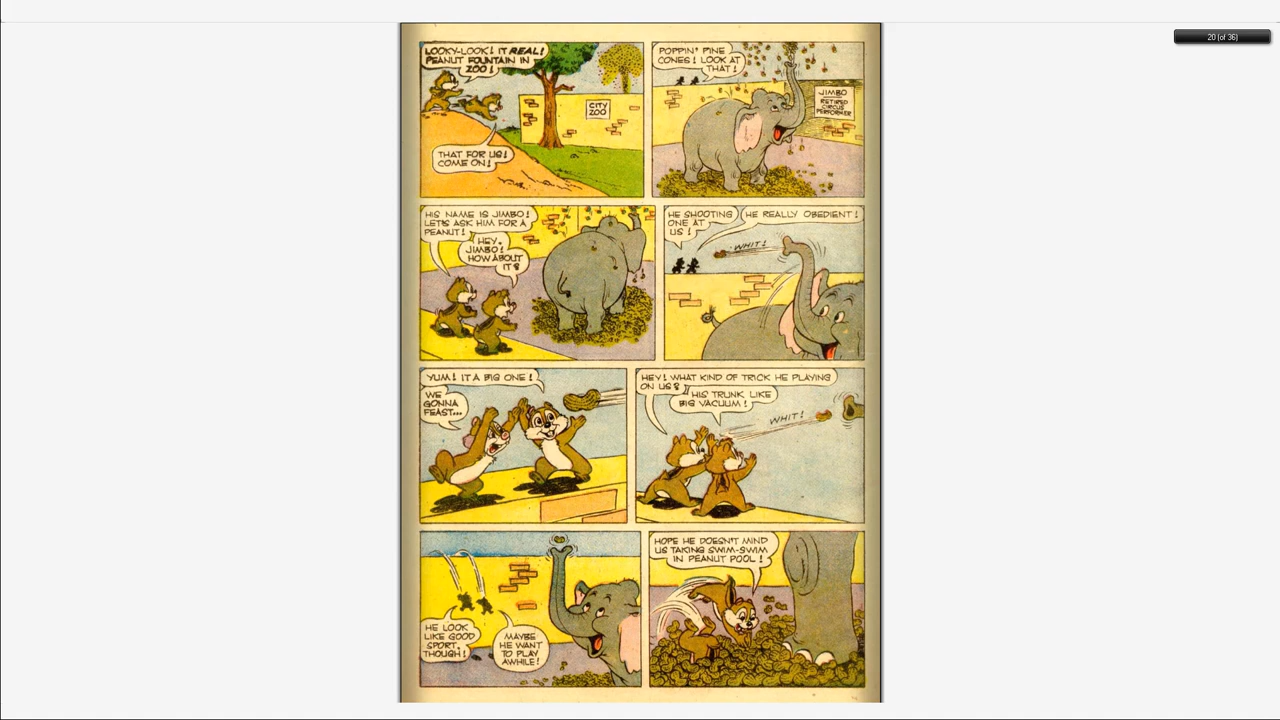 20 (of 36)
LOOKY-LOOK! IT REAL!
PEANUT FOUNTAIN IN
ZOO!
THAT FOR US!
COME ON!
CITY
ZOO
POPPIN' PINE
CONES! LOOK AT
THAT!
JIMBO
RETIRED
CIRCUS
PERFORMER
HIS NAME IS JIMBO!
LET'S ASK HIM FOR A
PEANUT!
HEY,
JIMBO!
HOW ABOUT
IT?
HE SHOOTING
ONE AT
US!
HE REALLY OBEDIENT!
WHIT!
YUM! IT A BIG ONE!
WE
GONNA
FEAST...
HEY! WHAT KIND OF TRICK HE PLAYING
ON US?
HIS TRUNK LIKE
BIG VACUUM!
WHIT!
HE LOOK
LIKE GOOD
SPORT,
THOUGH!
MAYBE
HE WANT
TO PLAY
AWHILE!
HOPE HE DOESN'T MIND
US TAKING SWIM-SWIM
IN PEANUT POOL!